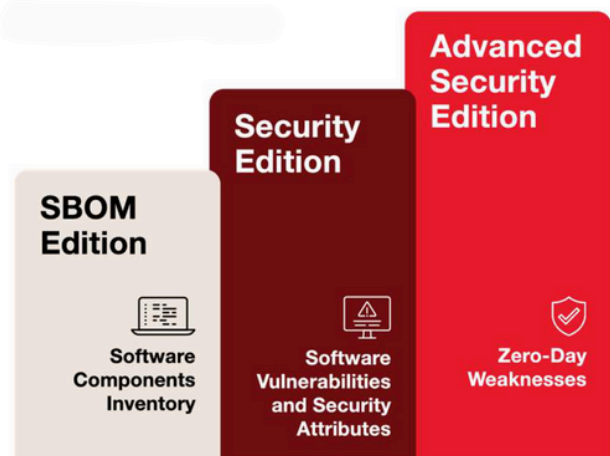 SBOM
Edition
Software
Components
Inventory
Security
Edition
Software
Vulnerabilities
and Security
Attributes
Advanced
Security
Edition
Zero-Day
Weaknesses